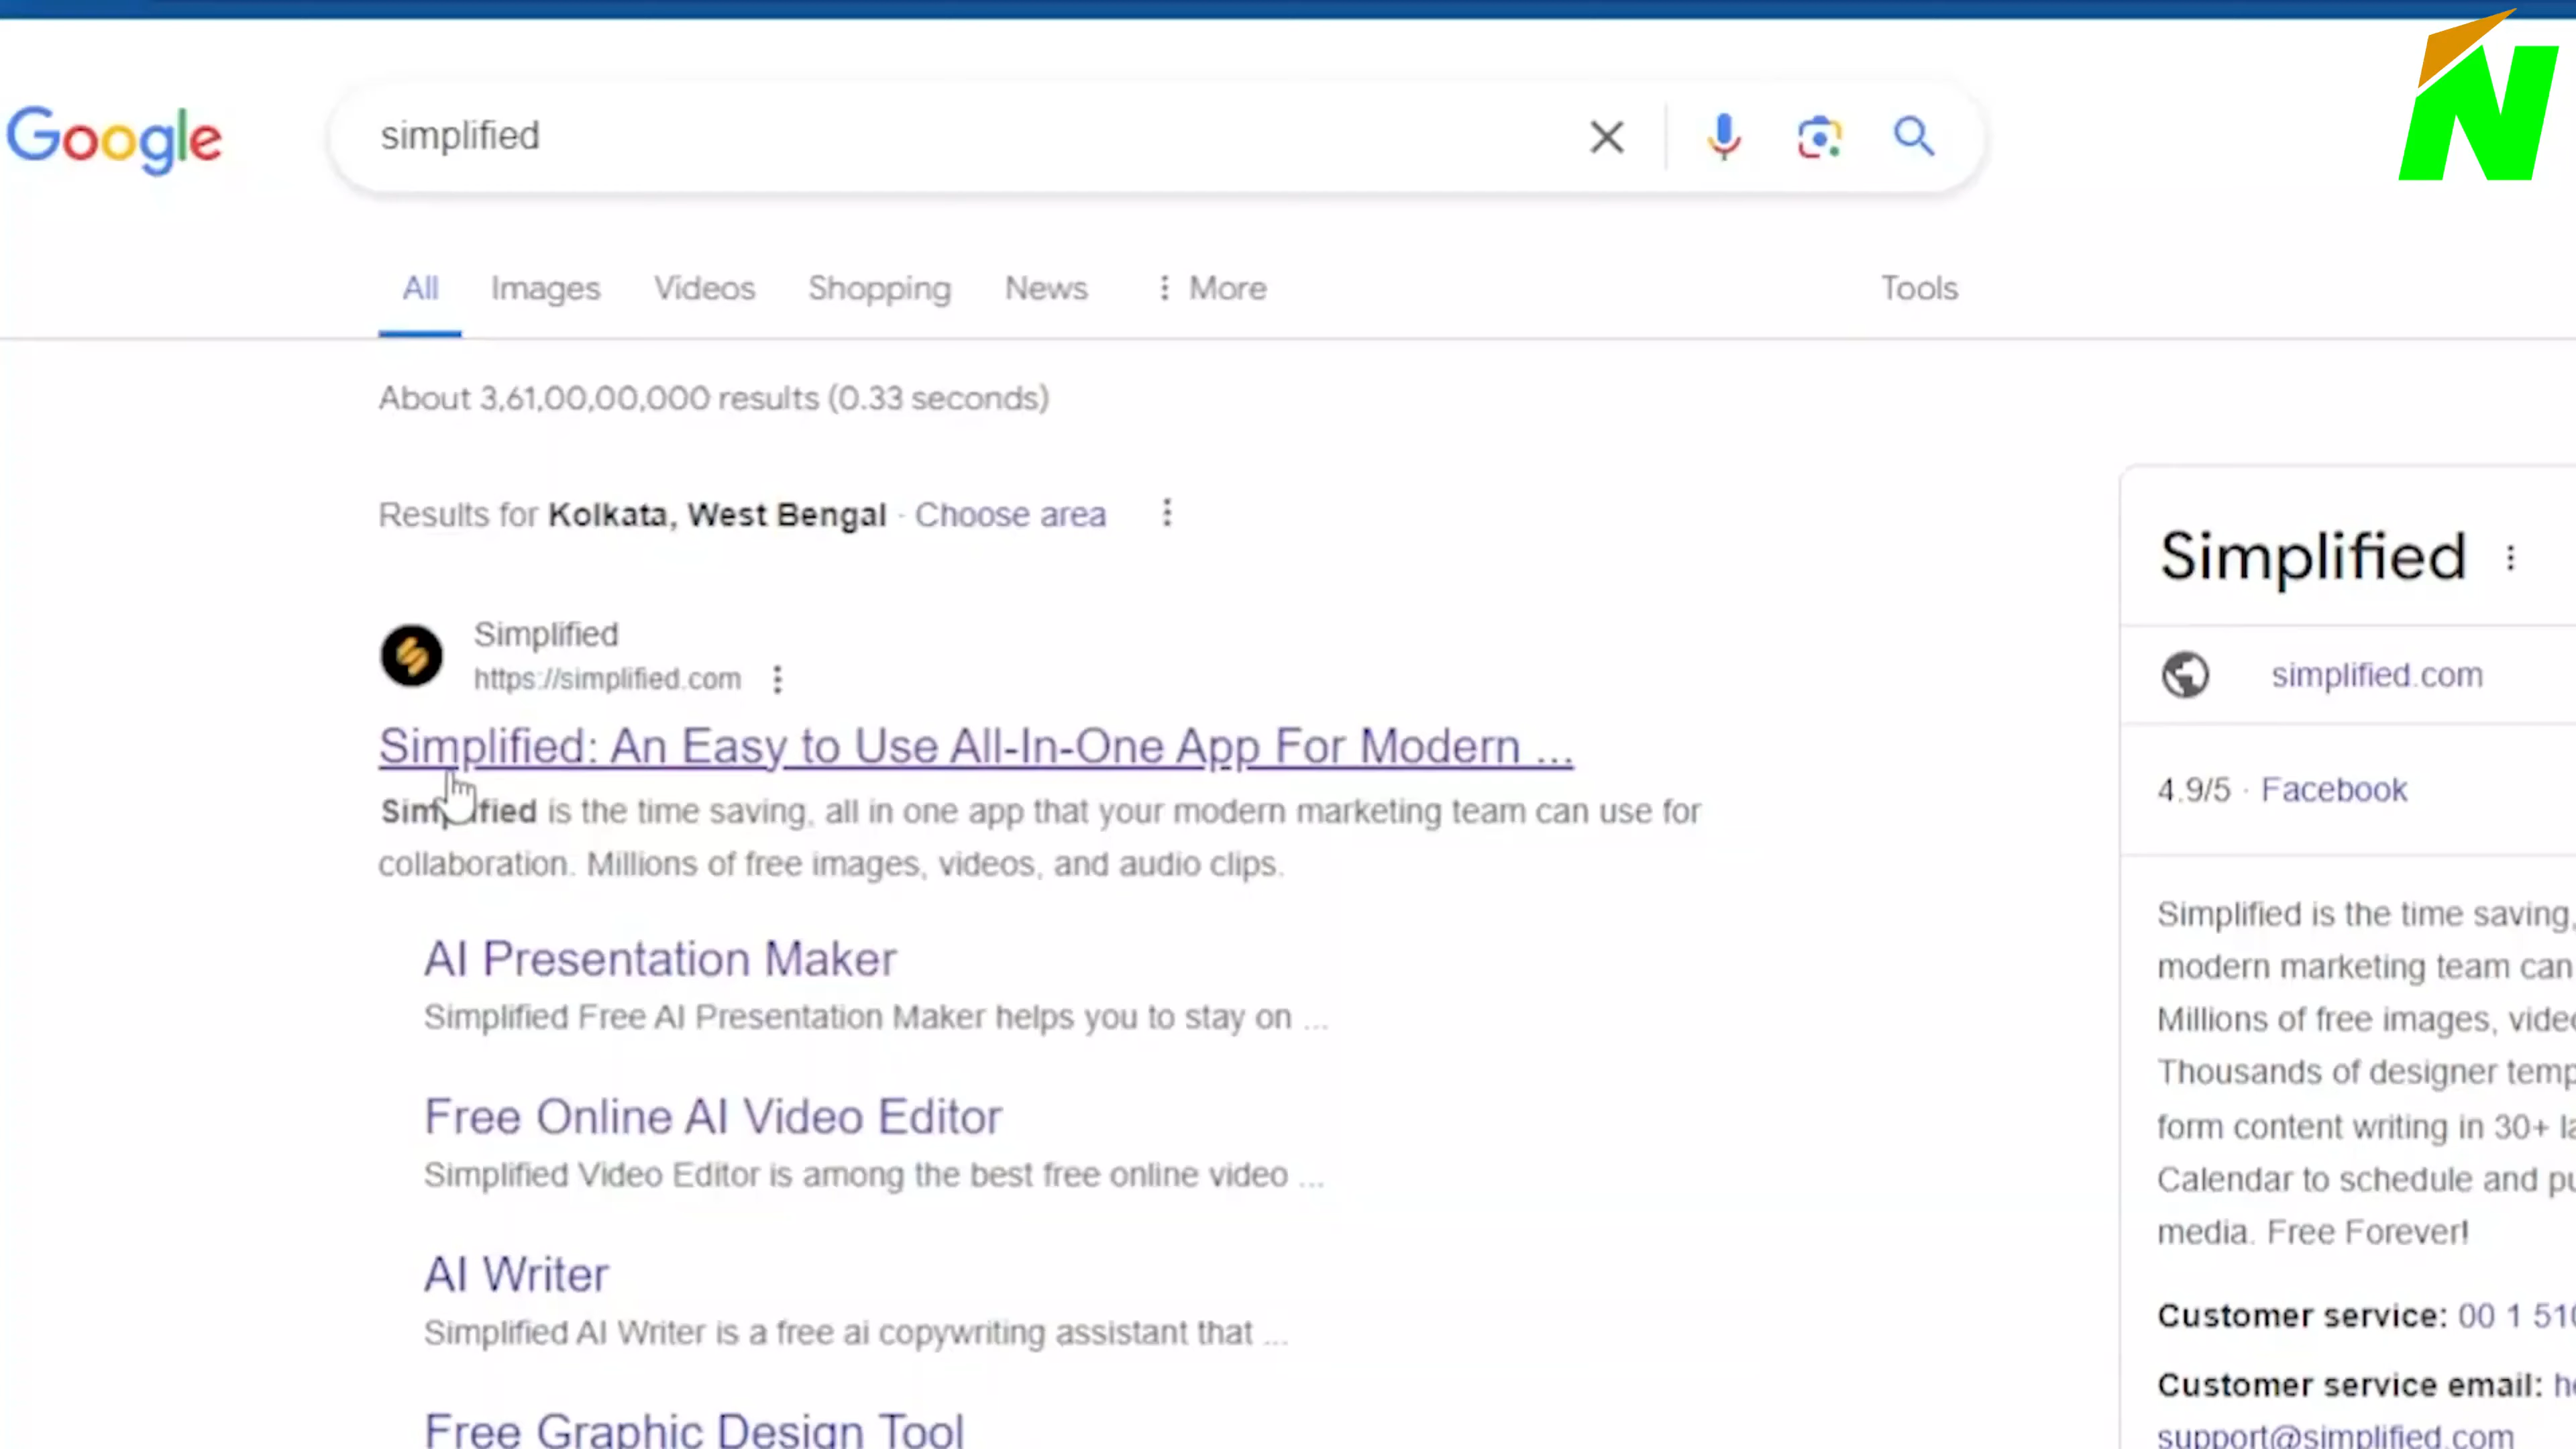 Google
simplified
All Images Videos Shopping News More Tools
About 3,61,00,00,000 results (0.33 seconds)
Results for Kolkata, West Bengal · Choose area
Simplified
https://simplified.com
Simplified: An Easy to Use All-In-One App For Modern ...
Simplified is the time saving, all in one app that your modern marketing team can use for
collaboration. Millions of free images, videos, and audio clips.
AI Presentation Maker
Simplified Free AI Presentation Maker helps you to stay on ...
Free Online AI Video Editor
Simplified Video Editor is among the best free online video ...
AI Writer
Simplified AI Writer is a free ai copywriting assistant that ...
Free Graphic Design Tool
Simplified
simplified.com
4.9/5 · Facebook
Simplified is the time saving,
modern marketing team can
Millions of free images,
Thousands of designer
form content writing in 30+
Calendar to schedule and
media. Free Forever!
Customer service: 00 1
Customer service email:
support@simplified.com
N